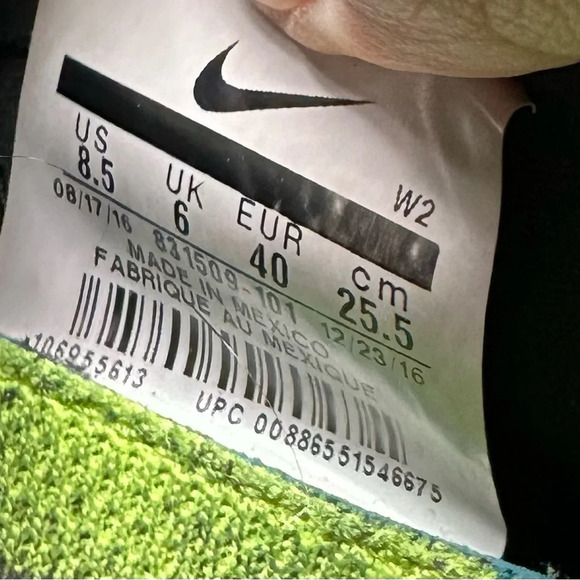 W2
US UK EUR cm
8.5 6 40 25.5
08/17/16 831509-101 12/23/16
MADE IN MEXICO
FABRIQUE AU MEXIQUE
106955613
UPC 00886551546675